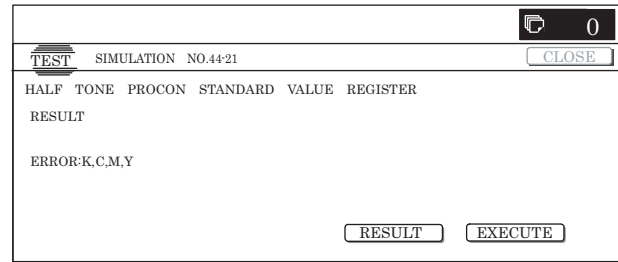 0
TEST SIMULATION NO.44-21 CLOSE
HALF TONE PROCON STANDARD VALUE REGISTER
RESULT
ERROR:K,C,M,Y
RESULT EXECUTE